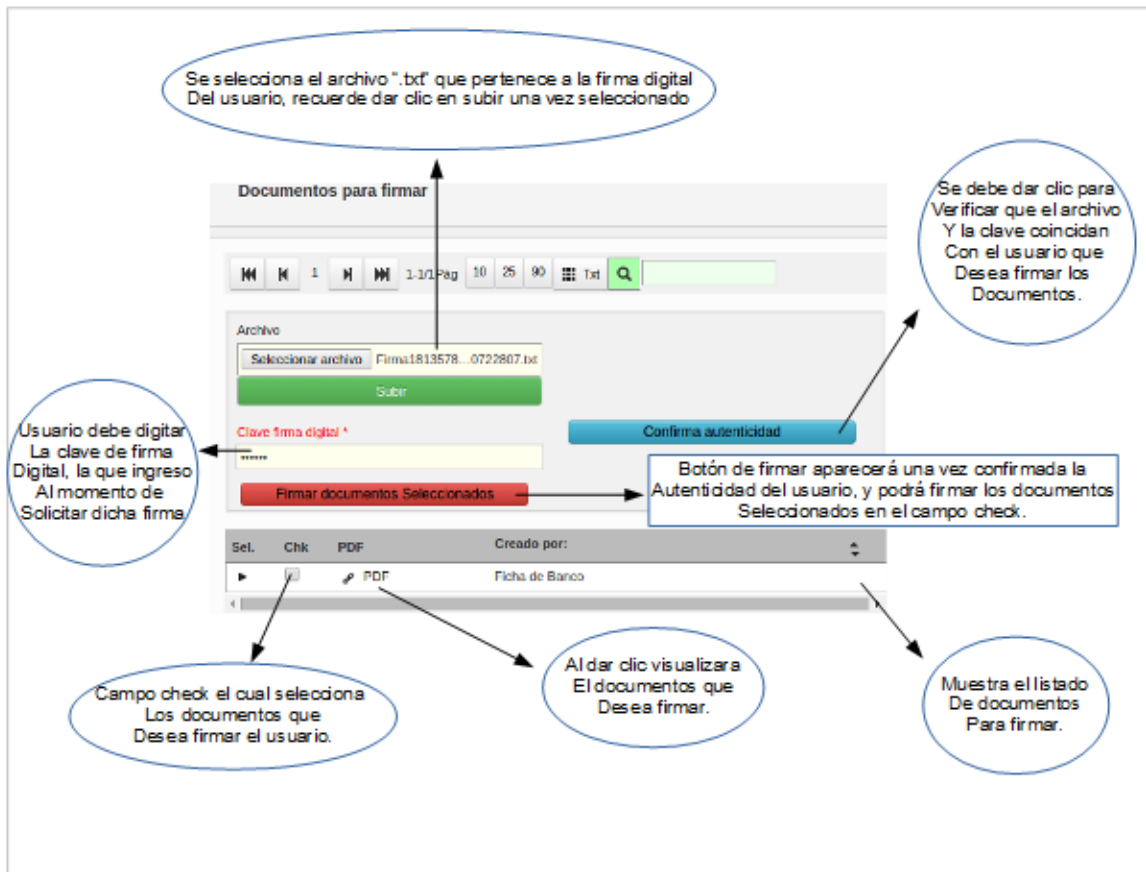 Se selecciona el archivo ".txt" que pertenece a la firma digital
Del usuario, recuerde dar clic en subir una vez seleccionado
Se debe dar clic para
Verificar que el archivo
Y la clave coincidan
Con el usuario que
Desea firmar los
Documentos.
Documentos para firmar
1 1-1/1 Pág 10 25 90 Txt
Archivo
Seleccionar archivo Firma1813578...0722807.txt
Subir
Clave firma digital *
Confirma autenticidad
••••••
Firmar documentos Seleccionados
Usuario debe digitar
La clave de firma
Digital, la que ingreso
Al momento de
Solicitar dicha firma
Botón de firmar aparecerá una vez confirmada la
Autenticidad del usuario, y podrá firmar los documentos
Seleccionados en el campo check.
Sel. Chk PDF Creado por:
PDF Ficha de Banco
Campo check el cual selecciona
Los documentos que
Desea firmar el usuario.
Al dar clic visualizara
El documentos que
Desea firmar.
Muestra el listado
De documentos
Para firmar.